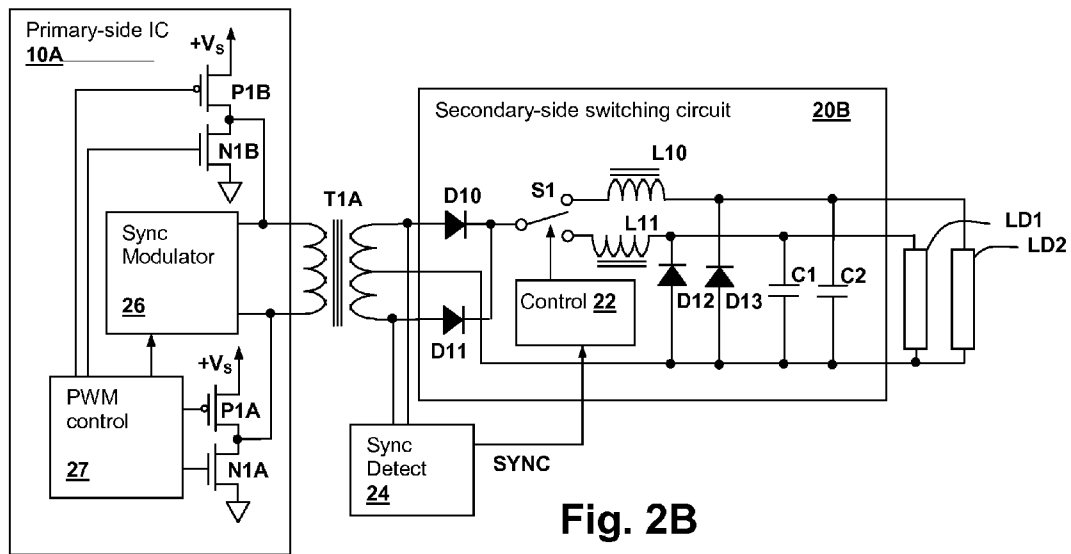 Primary-side IC
10A
+VS
P1B
N1B
Sync
Modulator
26
PWM
control
27
+VS
P1A
N1A
T1A
Secondary-side switching circuit
20B
D10
D11
S1
L10
L11
Control 22
D12
D13
C1
C2
LD1
LD2
Sync
Detect
24
SYNC
Fig. 2B